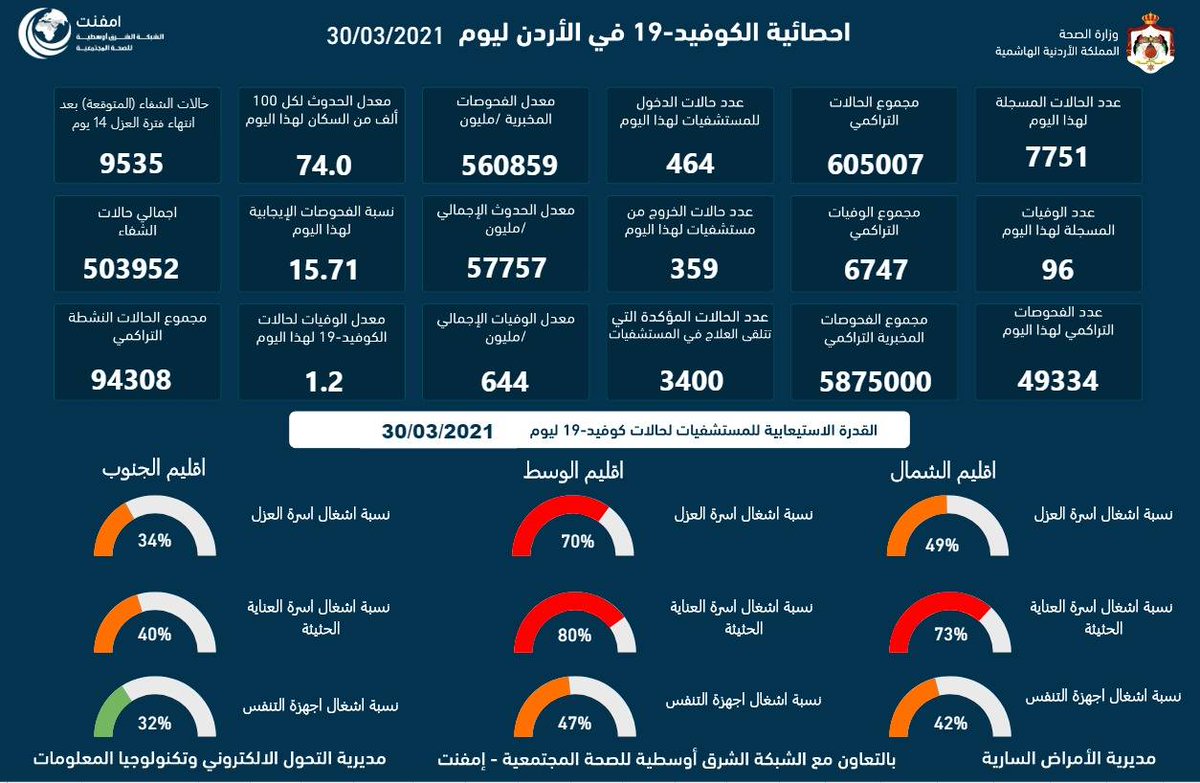 وزارة الصحة
المملكة الأردنية الهاشمية
احصائية الكوفيد-19 في الأردن ليوم 30/03/2021
امفنت
الشبكة الشرق أوسطية
للصحة المجتمعية
عدد الحالات المسجلة
لهذا اليوم
7751
مجموع الحالات
التراكمي
605007
عدد حالات الدخول
للمستشفيات لهذا اليوم
464
معدل الفحوصات
المخبرية /مليون
560859
معدل الحدوث لكل 100
ألف من السكان لهذا اليوم
74.0
حالات الشفاء (المتوقعة) بعد
انتهاء فترة العزل 14 يوم
9535
عدد الوفيات
المسجلة لهذا اليوم
96
مجموع الوفيات
التراكمي
6747
عدد حالات الخروج من
مستشفيات لهذا اليوم
359
معدل الحدوث الإجمالي
/مليون
57757
نسبة الفحوصات الإيجابية
لهذا اليوم
15.71
اجمالي حالات
الشفاء
503952
عدد الفحوصات
التراكمي لهذا اليوم
49334
مجموع الفحوصات
المخبرية التراكمي
5875000
عدد الحالات المؤكدة التي
تتلقى العلاج في المستشفيات
3400
معدل الوفيات الإجمالي
/مليون
644
معدل الوفيات لحالات
الكوفيد-19 لهذا اليوم
1.2
مجموع الحالات النشطة
التراكمي
94308
القدرة الاستيعابية للمستشفيات لحالات كوفيد-19 ليوم 30/03/2021
اقليم الشمال
نسبة اشغال اسرة العزل
49%
نسبة اشغال اسرة العناية
الحثيثة
73%
نسبة اشغال اجهزة التنفس
42%
اقليم الوسط
نسبة اشغال اسرة العزل
70%
نسبة اشغال اسرة العناية
الحثيثة
80%
نسبة اشغال اجهزة التنفس
47%
اقليم الجنوب
نسبة اشغال اسرة العزل
34%
نسبة اشغال اسرة العناية
الحثيثة
40%
نسبة اشغال اجهزة التنفس
32%
مديرية الأمراض السارية
بالتعاون مع الشبكة الشرق أوسطية للصحة المجتمعية - إمفنت
مديرية التحول الالكتروني وتكنولوجيا المعلومات